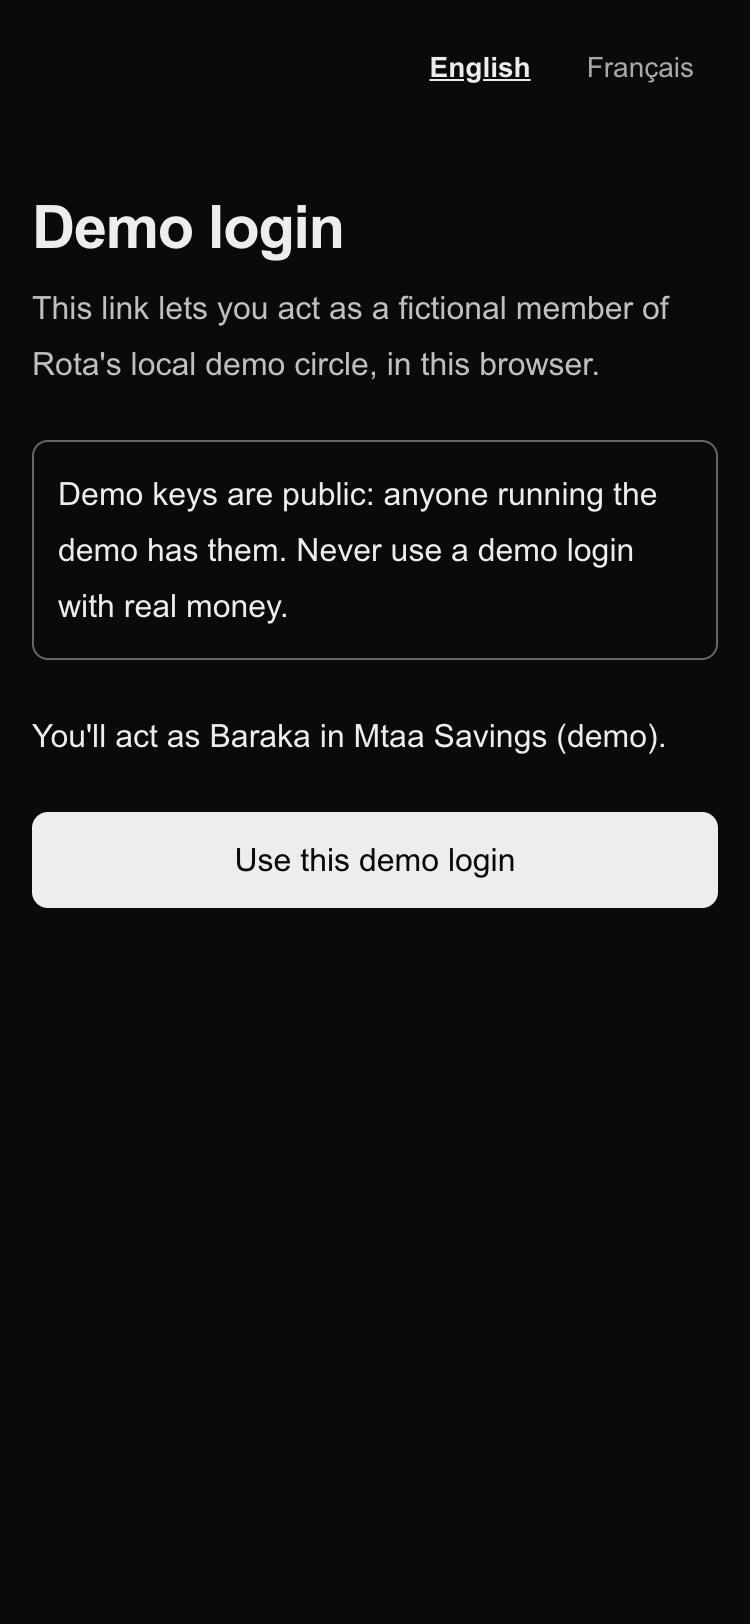 English Français
Demo login
This link lets you act as a fictional member of
Rota's local demo circle, in this browser.
Demo keys are public: anyone running the
demo has them. Never use a demo login
with real money.
You'll act as Baraka in Mtaa Savings (demo).
Use this demo login